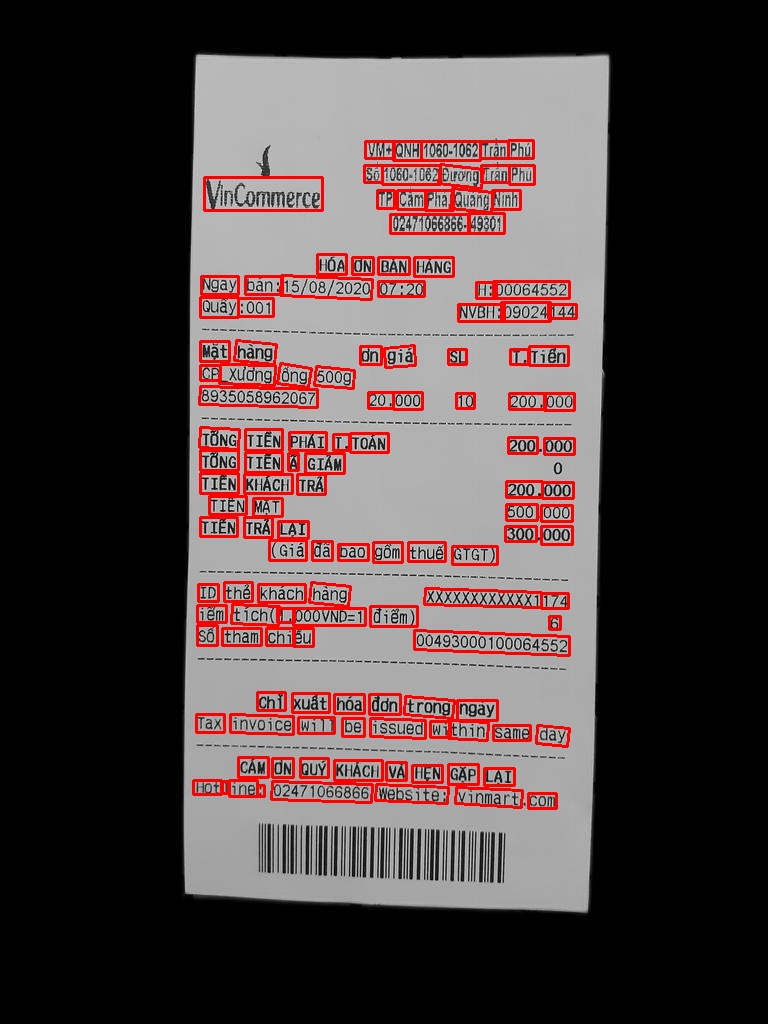 VinCommerce
VM+ QNH 1060-1062 Trần Phú
Số 1060-1062 Đường Trần Phú
TP. Cẩm Phả, Quảng Ninh
02471066866-49301
HÓA ĐƠN BÁN HÀNG
Ngày bán:15/08/2020 07:20 HĐ:00064552
Quầy:001 NVBH:09024144
Mặt hàng Đơn giá SL T.Tiền
CP_Xương ống 500g
8935058962067 20.000 10 200.000
TỔNG TIỀN PHẢI T.TOÁN 200.000
TỔNG TIỀN ĐÃ GIẢM 0
TIỀN KHÁCH TRẢ 200.000
TIỀN MẶT 500.000
TIỀN TRẢ LẠI 300.000
(Giá đã bao gồm thuế GTGT)
ID thẻ khách hàng XXXXXXXXXXXX1174
Điểm tích(1.000VND=1 điểm) 6
Số tham chiếu 00493000100064552
Chỉ xuất hóa đơn trong ngày
Tax invoice will be issued within same day
CẢM ƠN QUÝ KHÁCH VÀ HẸN GẶP LẠI
Hotline: 02471066866 Website: vinmart.com